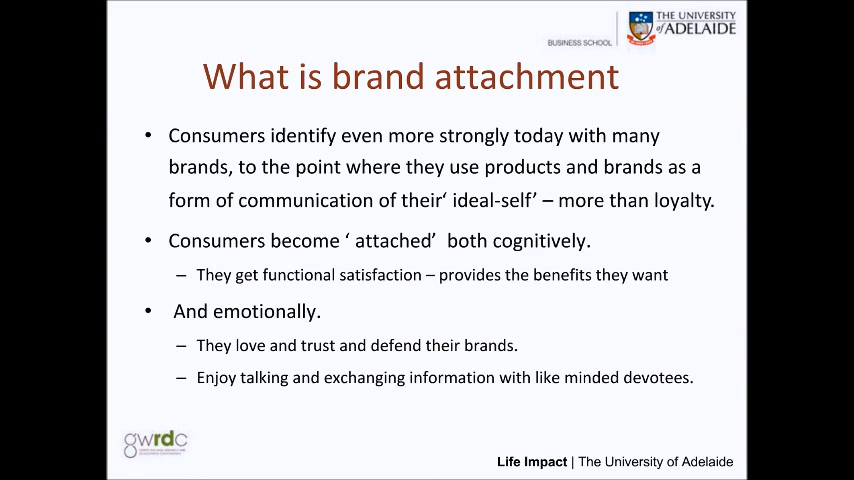 THE UNIVERSITY
of ADELAIDE
BUSINESS SCHOOL
What is brand attachment
• Consumers identify even more strongly today with many
brands, to the point where they use products and brands as a
form of communication of their‘ ideal-self’ – more than loyalty.
• Consumers become ‘ attached’ both cognitively.
– They get functional satisfaction – provides the benefits they want
• And emotionally.
– They love and trust and defend their brands.
– Enjoy talking and exchanging information with like minded devotees.
gwrdc
Life Impact | The University of Adelaide